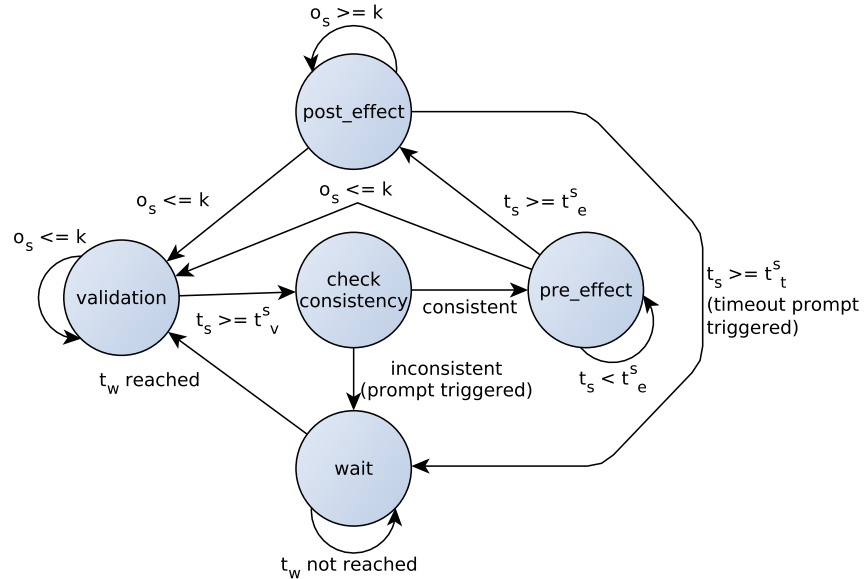 o_s >= k
post_effect
o_s <= k
o_s <= k
t_s >= t^s_e
o_s <= k
validation
t_s >= t^s_v
check
consistency
consistent
pre_effect
t_s >= t^s_t
(timeout prompt
triggered)
t_s < t^s_e
t_w reached
inconsistent
(prompt triggered)
wait
t_w not reached